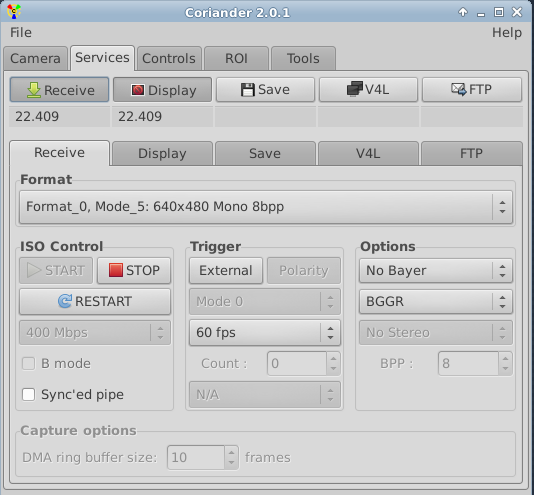 Coriander 2.0.1
File Help
Camera Services Controls ROI Tools
Receive Display Save V4L FTP
22.409 22.409
Receive Display Save V4L FTP
Format
Format_0, Mode_5: 640x480 Mono 8bpp
ISO Control Trigger Options
START STOP External Polarity No Bayer
RESTART Mode 0 BGGR
400 Mbps 60 fps No Stereo
B mode Count : 0 BPP : 8
Sync'ed pipe N/A
Capture options
DMA ring buffer size: 10 frames